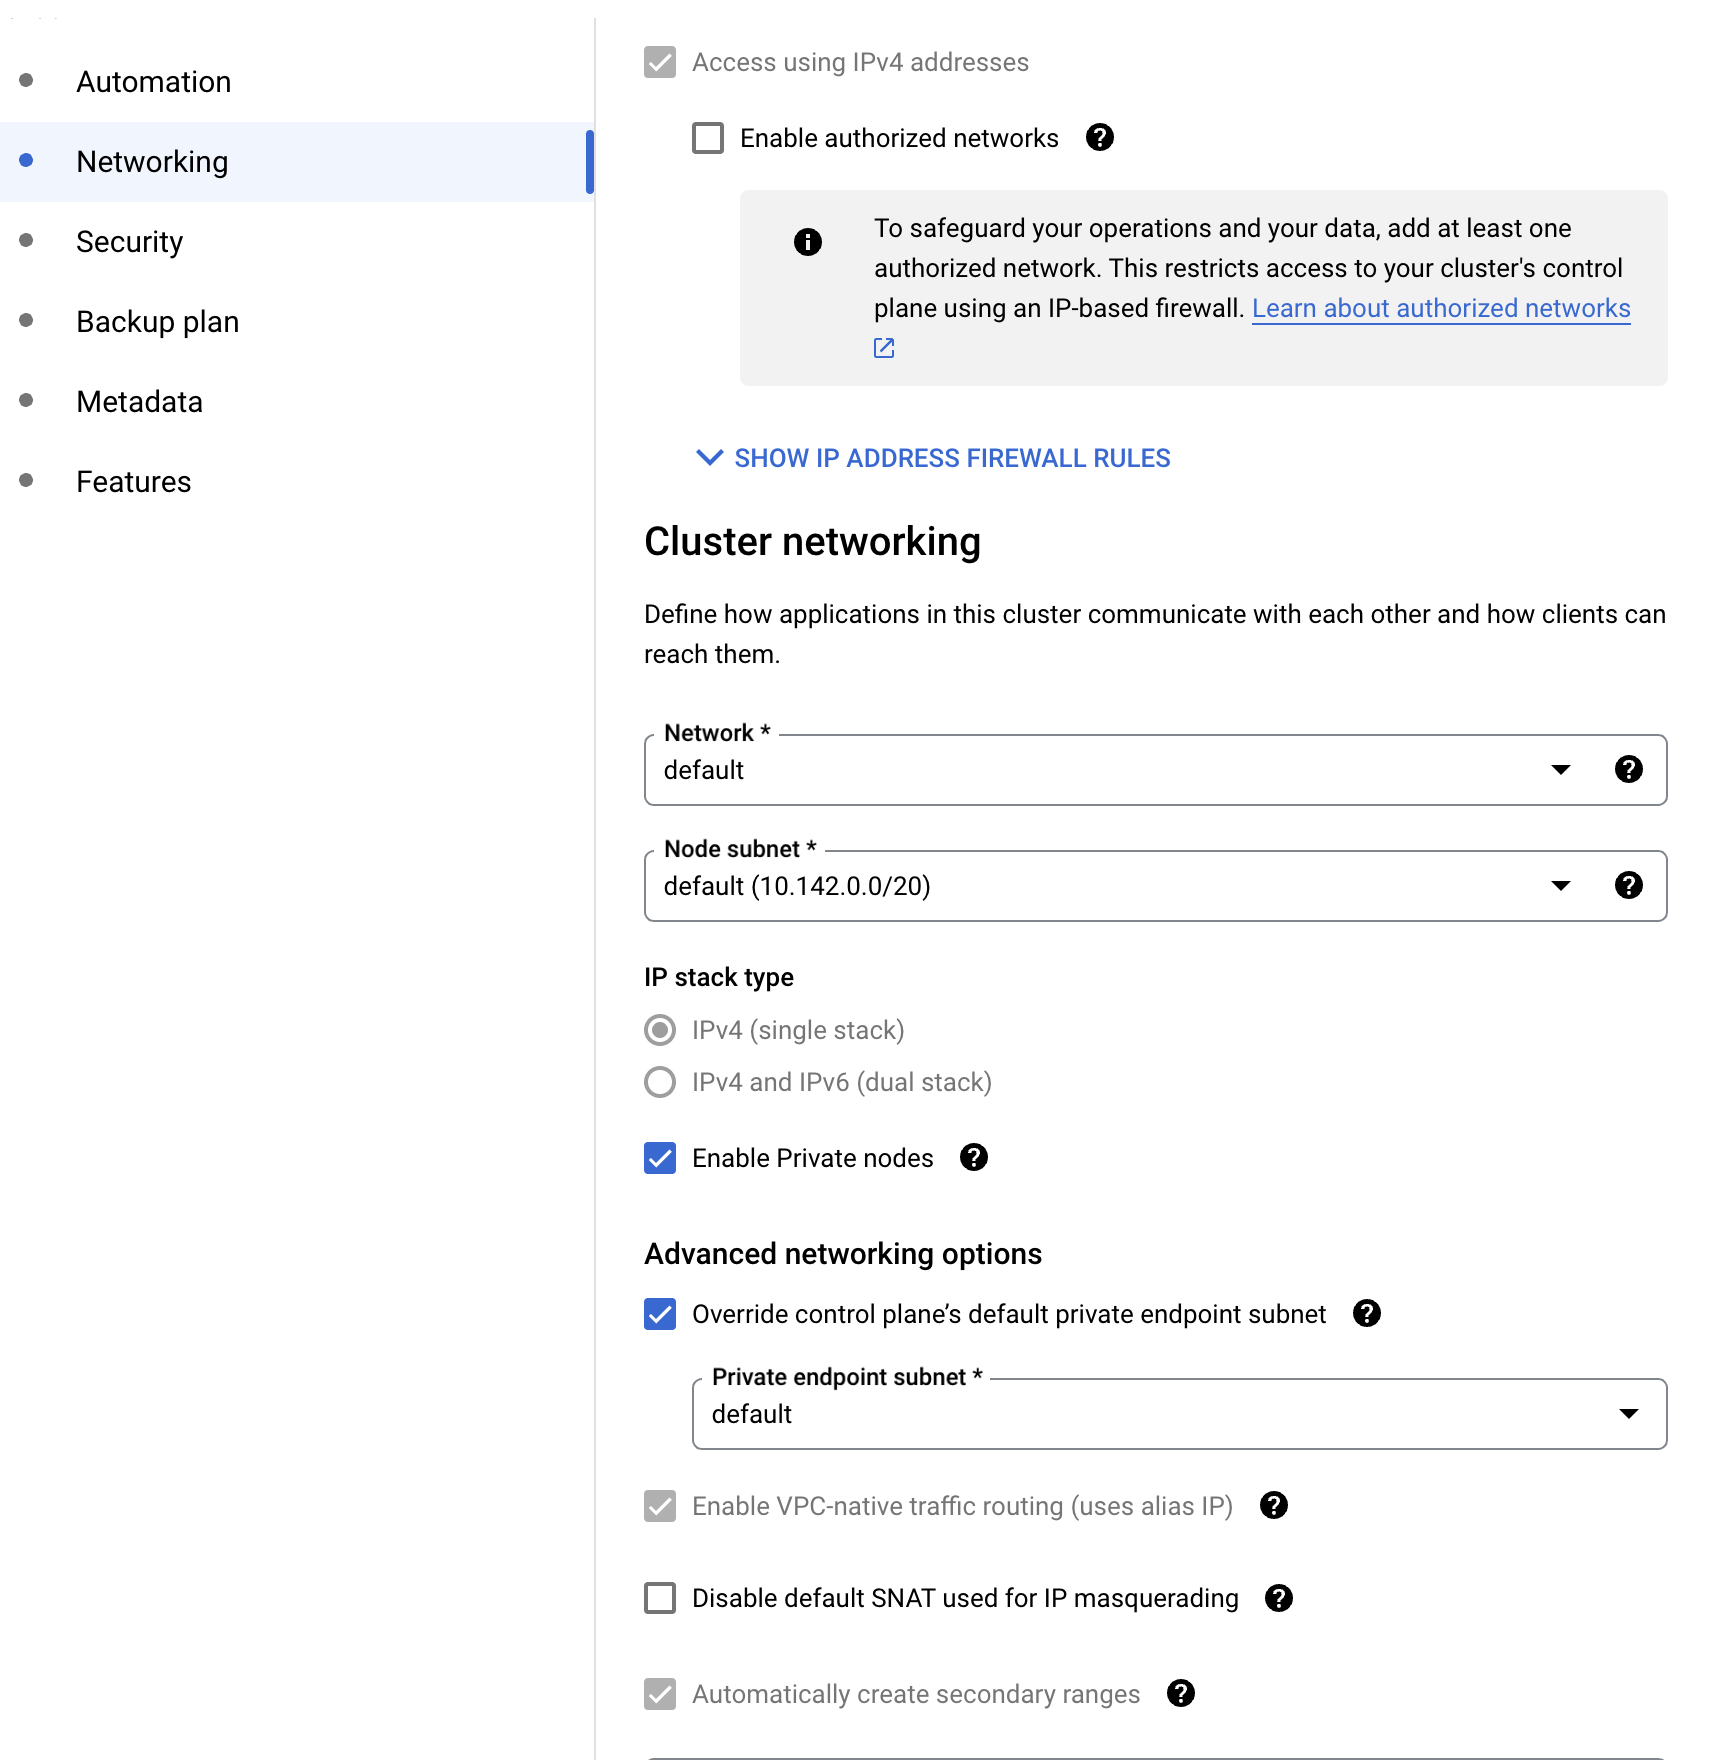 Automation
Networking
Security
Backup plan
Metadata
Features
Access using IPv4 addresses
Enable authorized networks
To safeguard your operations and your data, add at least one
authorized network. This restricts access to your cluster's control
plane using an IP-based firewall. Learn about authorized networks
SHOW IP ADDRESS FIREWALL RULES
Cluster networking
Define how applications in this cluster communicate with each other and how clients can
reach them.
Network *
default
Node subnet *
default (10.142.0.0/20)
IP stack type
IPv4 (single stack)
IPv4 and IPv6 (dual stack)
Enable Private nodes
Advanced networking options
Override control plane’s default private endpoint subnet
Private endpoint subnet *
default
Enable VPC-native traffic routing (uses alias IP)
Disable default SNAT used for IP masquerading
Automatically create secondary ranges